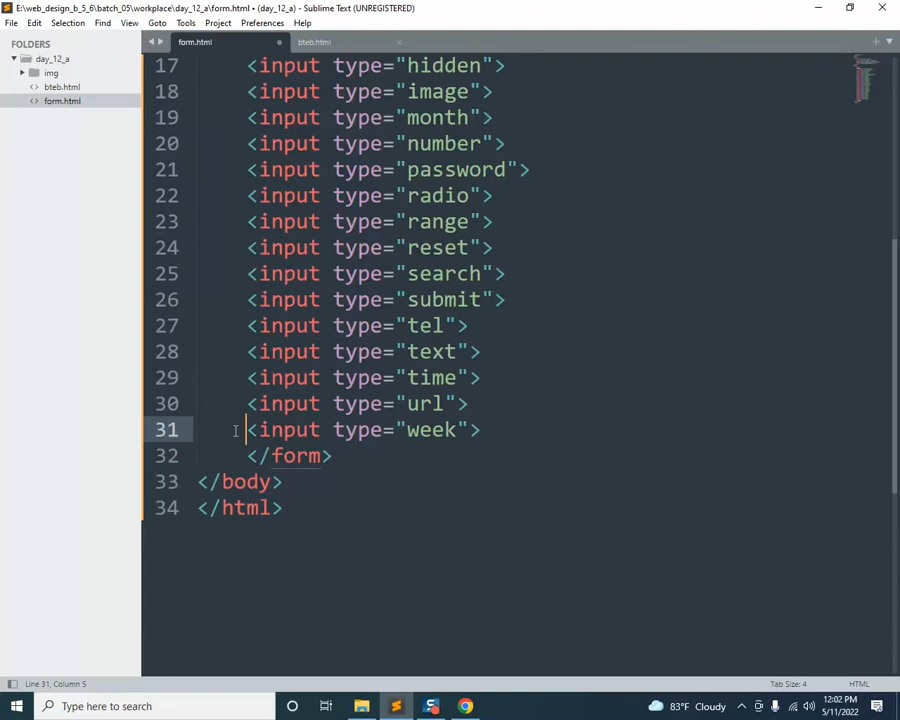 E:\web_design_b_5_6\batch_05\workplace\day_12_a\form.html • (day_12_a) - Sublime Text (UNREGISTERED)
File Edit Selection Find View Goto Tools Project Preferences Help
FOLDERS
day_12_a
img
bteb.html
form.html
form.html bteb.html
17 <input type="hidden">
18 <input type="image">
19 <input type="month">
20 <input type="number">
21 <input type="password">
22 <input type="radio">
23 <input type="range">
24 <input type="reset">
25 <input type="search">
26 <input type="submit">
27 <input type="tel">
28 <input type="text">
29 <input type="time">
30 <input type="url">
31 <input type="week">
32 </form>
33 </body>
34 </html>
Line 31, Column 5 Tab Size: 4 HTML
Type here to search 83°F Cloudy 12:02 PM
5/11/2022